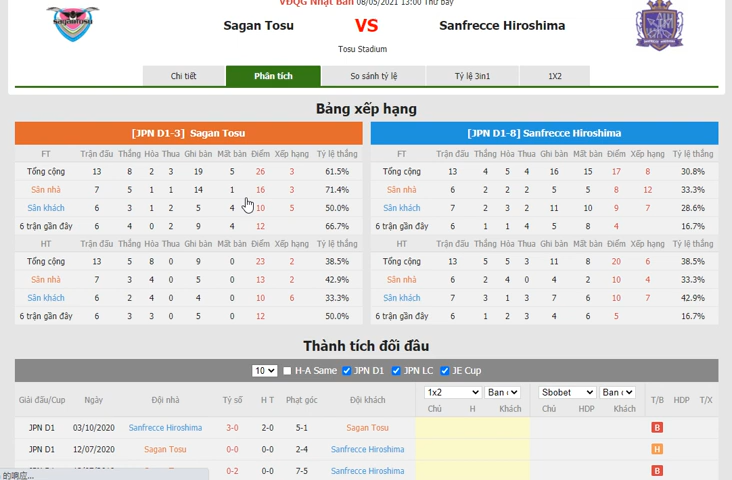 VĐQG Nhật Bản 08/05/2021 13:00 Thứ bảy
Sagan Tosu VS Sanfrecce Hiroshima
Tosu Stadium
Chi tiết Phân tích So sánh tỷ lệ Tỷ lệ 3in1 1X2
Bảng xếp hạng
[JPN D1-3] Sagan Tosu
FT Trận đấu Thắng Hòa Thua Ghi bàn Mất bàn Điểm Xếp hạng Tỷ lệ thắng
Tổng cộng 13 8 2 3 19 5 26 3 61.5%
Sân nhà 7 5 1 1 14 1 16 3 71.4%
Sân khách 6 3 1 2 5 4 10 5 50.0%
6 trận gần đây 6 4 0 2 9 4 12 66.7%
HT Trận đấu Thắng Hòa Thua Ghi bàn Mất bàn Điểm Xếp hạng Tỷ lệ thắng
Tổng cộng 13 5 8 0 9 0 23 2 38.5%
Sân nhà 7 3 4 0 5 0 13 2 42.9%
Sân khách 6 2 4 0 4 0 10 6 33.3%
6 trận gần đây 6 3 3 0 5 0 12 50.0%
[JPN D1-8] Sanfrecce Hiroshima
FT Trận đấu Thắng Hòa Thua Ghi bàn Mất bàn Điểm Xếp hạng Tỷ lệ thắng
Tổng cộng 13 4 5 4 16 15 17 8 30.8%
Sân nhà 6 2 2 2 5 5 8 12 33.3%
Sân khách 7 2 3 2 11 10 9 7 28.6%
6 trận gần đây 6 1 1 4 5 8 4 16.7%
HT Trận đấu Thắng Hòa Thua Ghi bàn Mất bàn Điểm Xếp hạng Tỷ lệ thắng
Tổng cộng 13 5 5 3 11 8 20 6 38.5%
Sân nhà 6 2 4 0 4 2 10 4 33.3%
Sân khách 7 3 1 3 7 6 10 7 42.9%
6 trận gần đây 6 1 2 3 4 6 5 16.7%
Thành tích đối đầu
10 H-A Same JPN D1 JPN LC JE Cup
Giải đấu/Cup Ngày Đội nhà Tỷ số H T Phạt góc Đội khách 1x2 Ban Sbobet Ban T/B HDP T/X
Chủ H Khách Chủ HDP Khách
JPN D1 03/10/2020 Sanfrecce Hiroshima 3-0 2-0 5-1 Sagan Tosu B
JPN D1 12/07/2020 Sagan Tosu 0-0 0-0 2-4 Sanfrecce Hiroshima H
Sagan Tosu 0-2 0-0 7-5 Sanfrecce Hiroshima B
的响应...